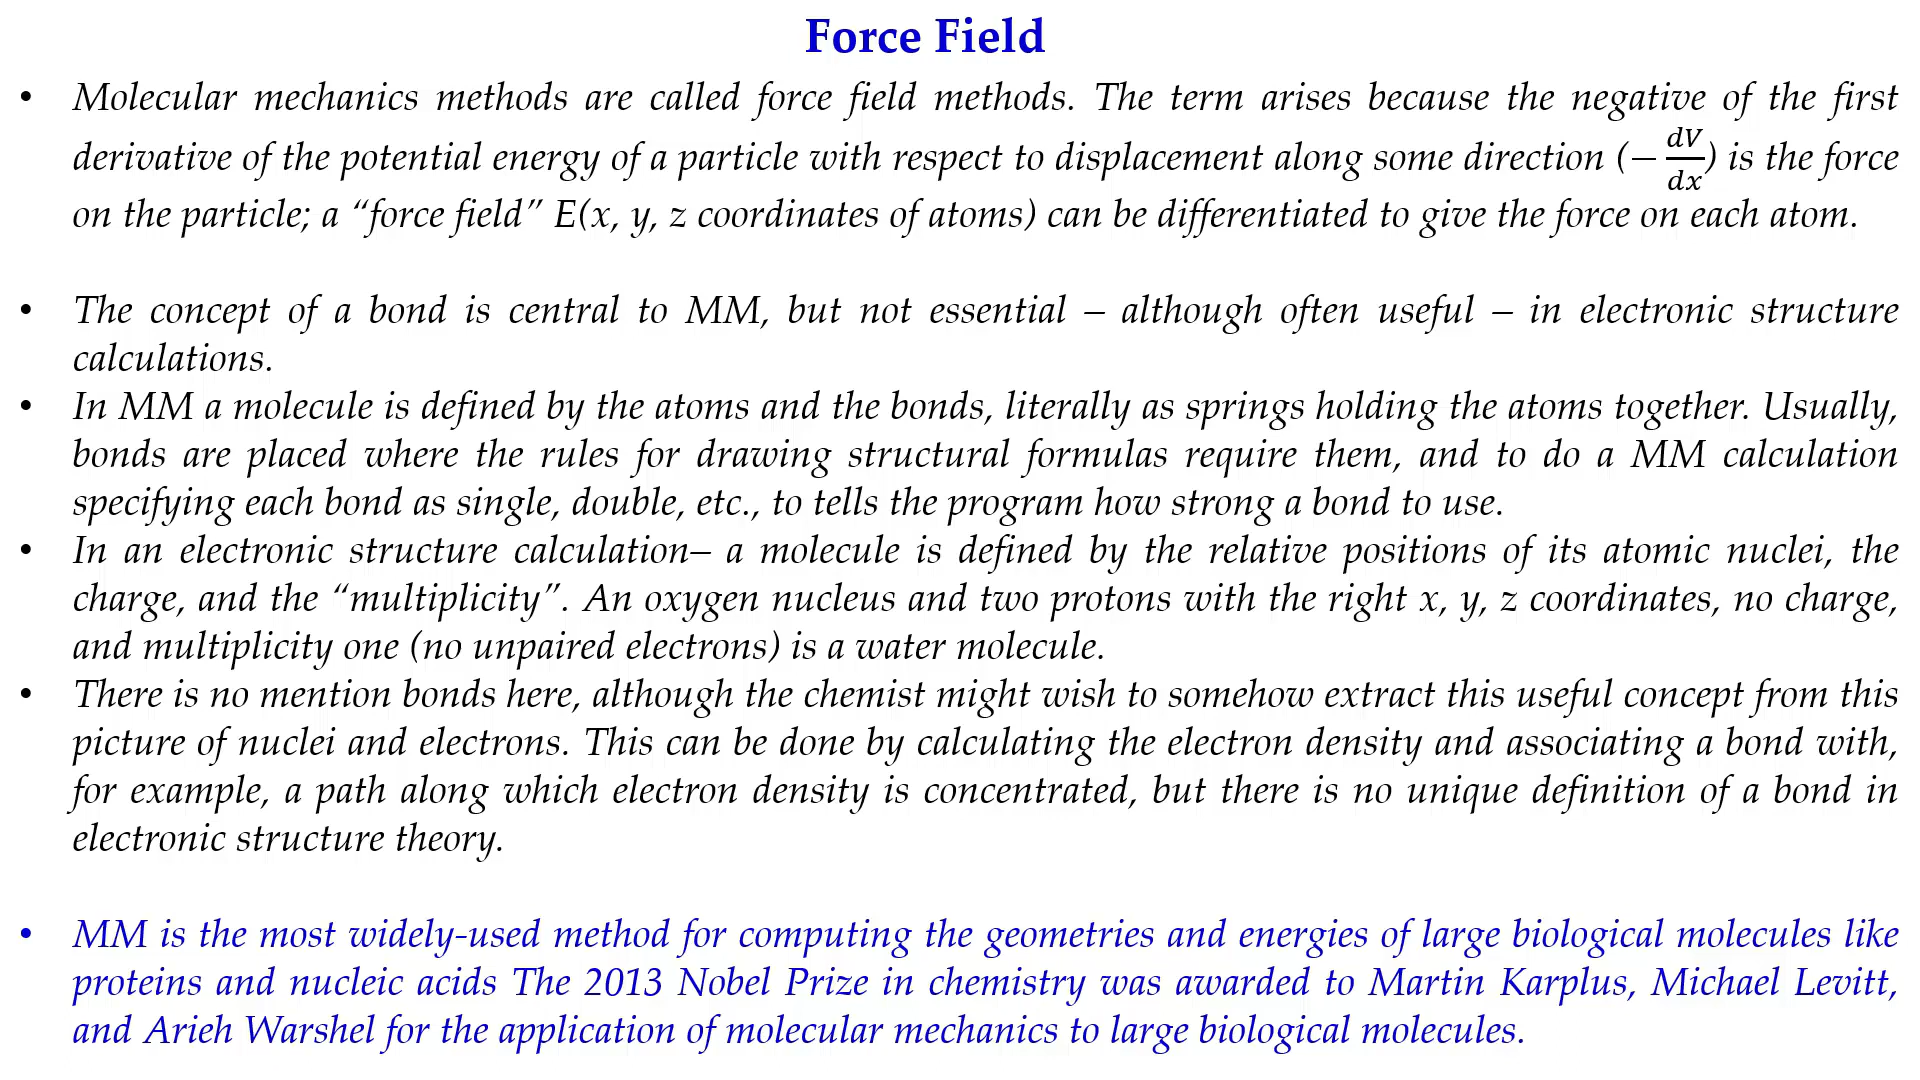 Force Field
• Molecular mechanics methods are called force field methods. The term arises because the negative of the first
derivative of the potential energy of a particle with respect to displacement along some direction (−dV/dx) is the force
on the particle; a “force field” E(x, y, z coordinates of atoms) can be differentiated to give the force on each atom.
• The concept of a bond is central to MM, but not essential – although often useful – in electronic structure
calculations.
• In MM a molecule is defined by the atoms and the bonds, literally as springs holding the atoms together. Usually,
bonds are placed where the rules for drawing structural formulas require them, and to do a MM calculation
specifying each bond as single, double, etc., to tells the program how strong a bond to use.
• In an electronic structure calculation– a molecule is defined by the relative positions of its atomic nuclei, the
charge, and the “multiplicity”. An oxygen nucleus and two protons with the right x, y, z coordinates, no charge,
and multiplicity one (no unpaired electrons) is a water molecule.
• There is no mention bonds here, although the chemist might wish to somehow extract this useful concept from this
picture of nuclei and electrons. This can be done by calculating the electron density and associating a bond with,
for example, a path along which electron density is concentrated, but there is no unique definition of a bond in
electronic structure theory.
• MM is the most widely-used method for computing the geometries and energies of large biological molecules like
proteins and nucleic acids The 2013 Nobel Prize in chemistry was awarded to Martin Karplus, Michael Levitt,
and Arieh Warshel for the application of molecular mechanics to large biological molecules.